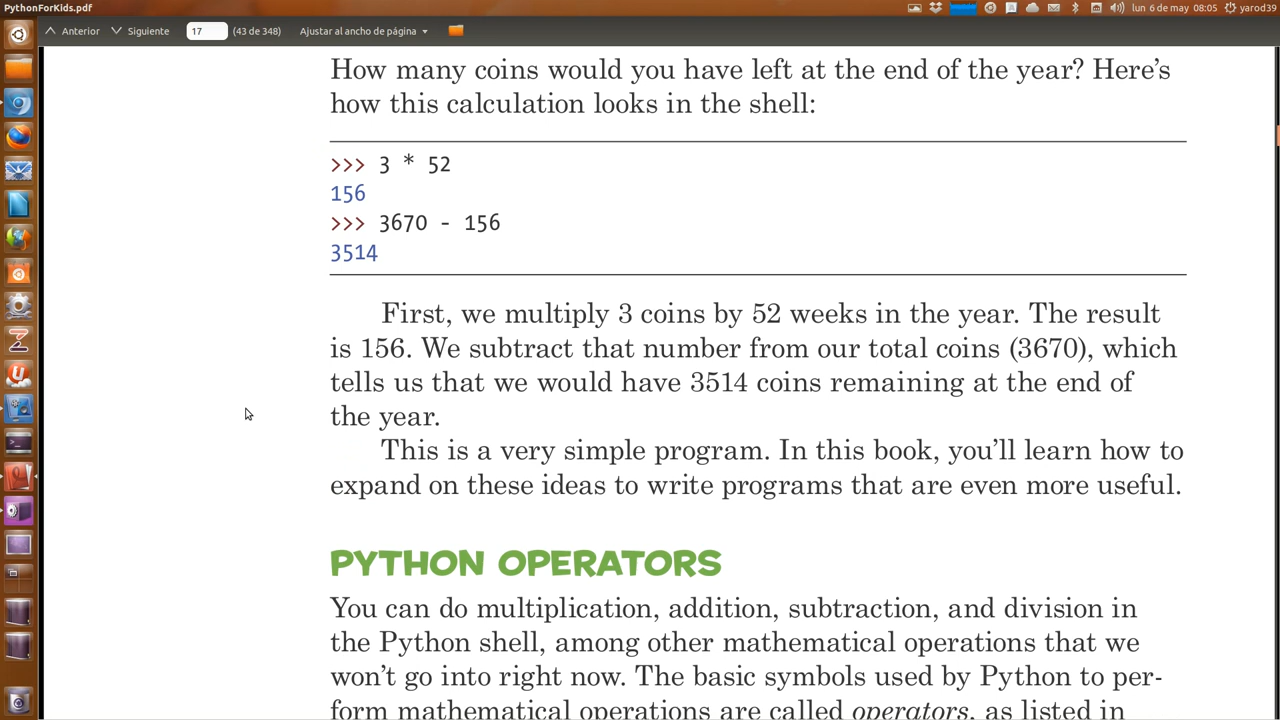 PythonForKids.pdf
lun 6 de may 08:05 yarod39
Anterior Siguiente 17 (43 de 348) Ajustar al ancho de página
How many coins would you have left at the end of the year? Here's
how this calculation looks in the shell:
>>> 3 * 52
156
>>> 3670 - 156
3514
First, we multiply 3 coins by 52 weeks in the year. The result
is 156. We subtract that number from our total coins (3670), which
tells us that we would have 3514 coins remaining at the end of
the year.
This is a very simple program. In this book, you'll learn how to
expand on these ideas to write programs that are even more useful.
PYTHON OPERATORS
You can do multiplication, addition, subtraction, and division in
the Python shell, among other mathematical operations that we
won't go into right now. The basic symbols used by Python to per-
form mathematical operations are called operators, as listed in